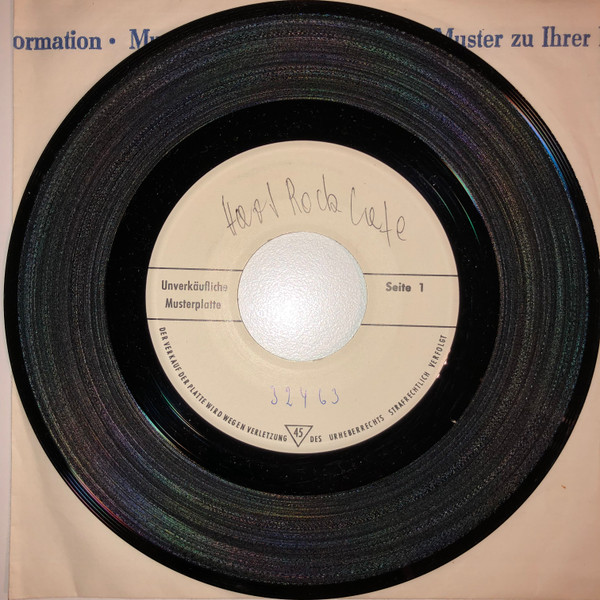 ormation • Mu
Muster zu Ihrer
Hard Rock Cafe
Unverkäufliche
Musterplatte
Seite 1
32463
DER VERKAUF DER PLATTE WIRD WEGEN VERLETZUNG
45
DES URHEBERRECHTS STRAFRECHTLICH VERFOLGT